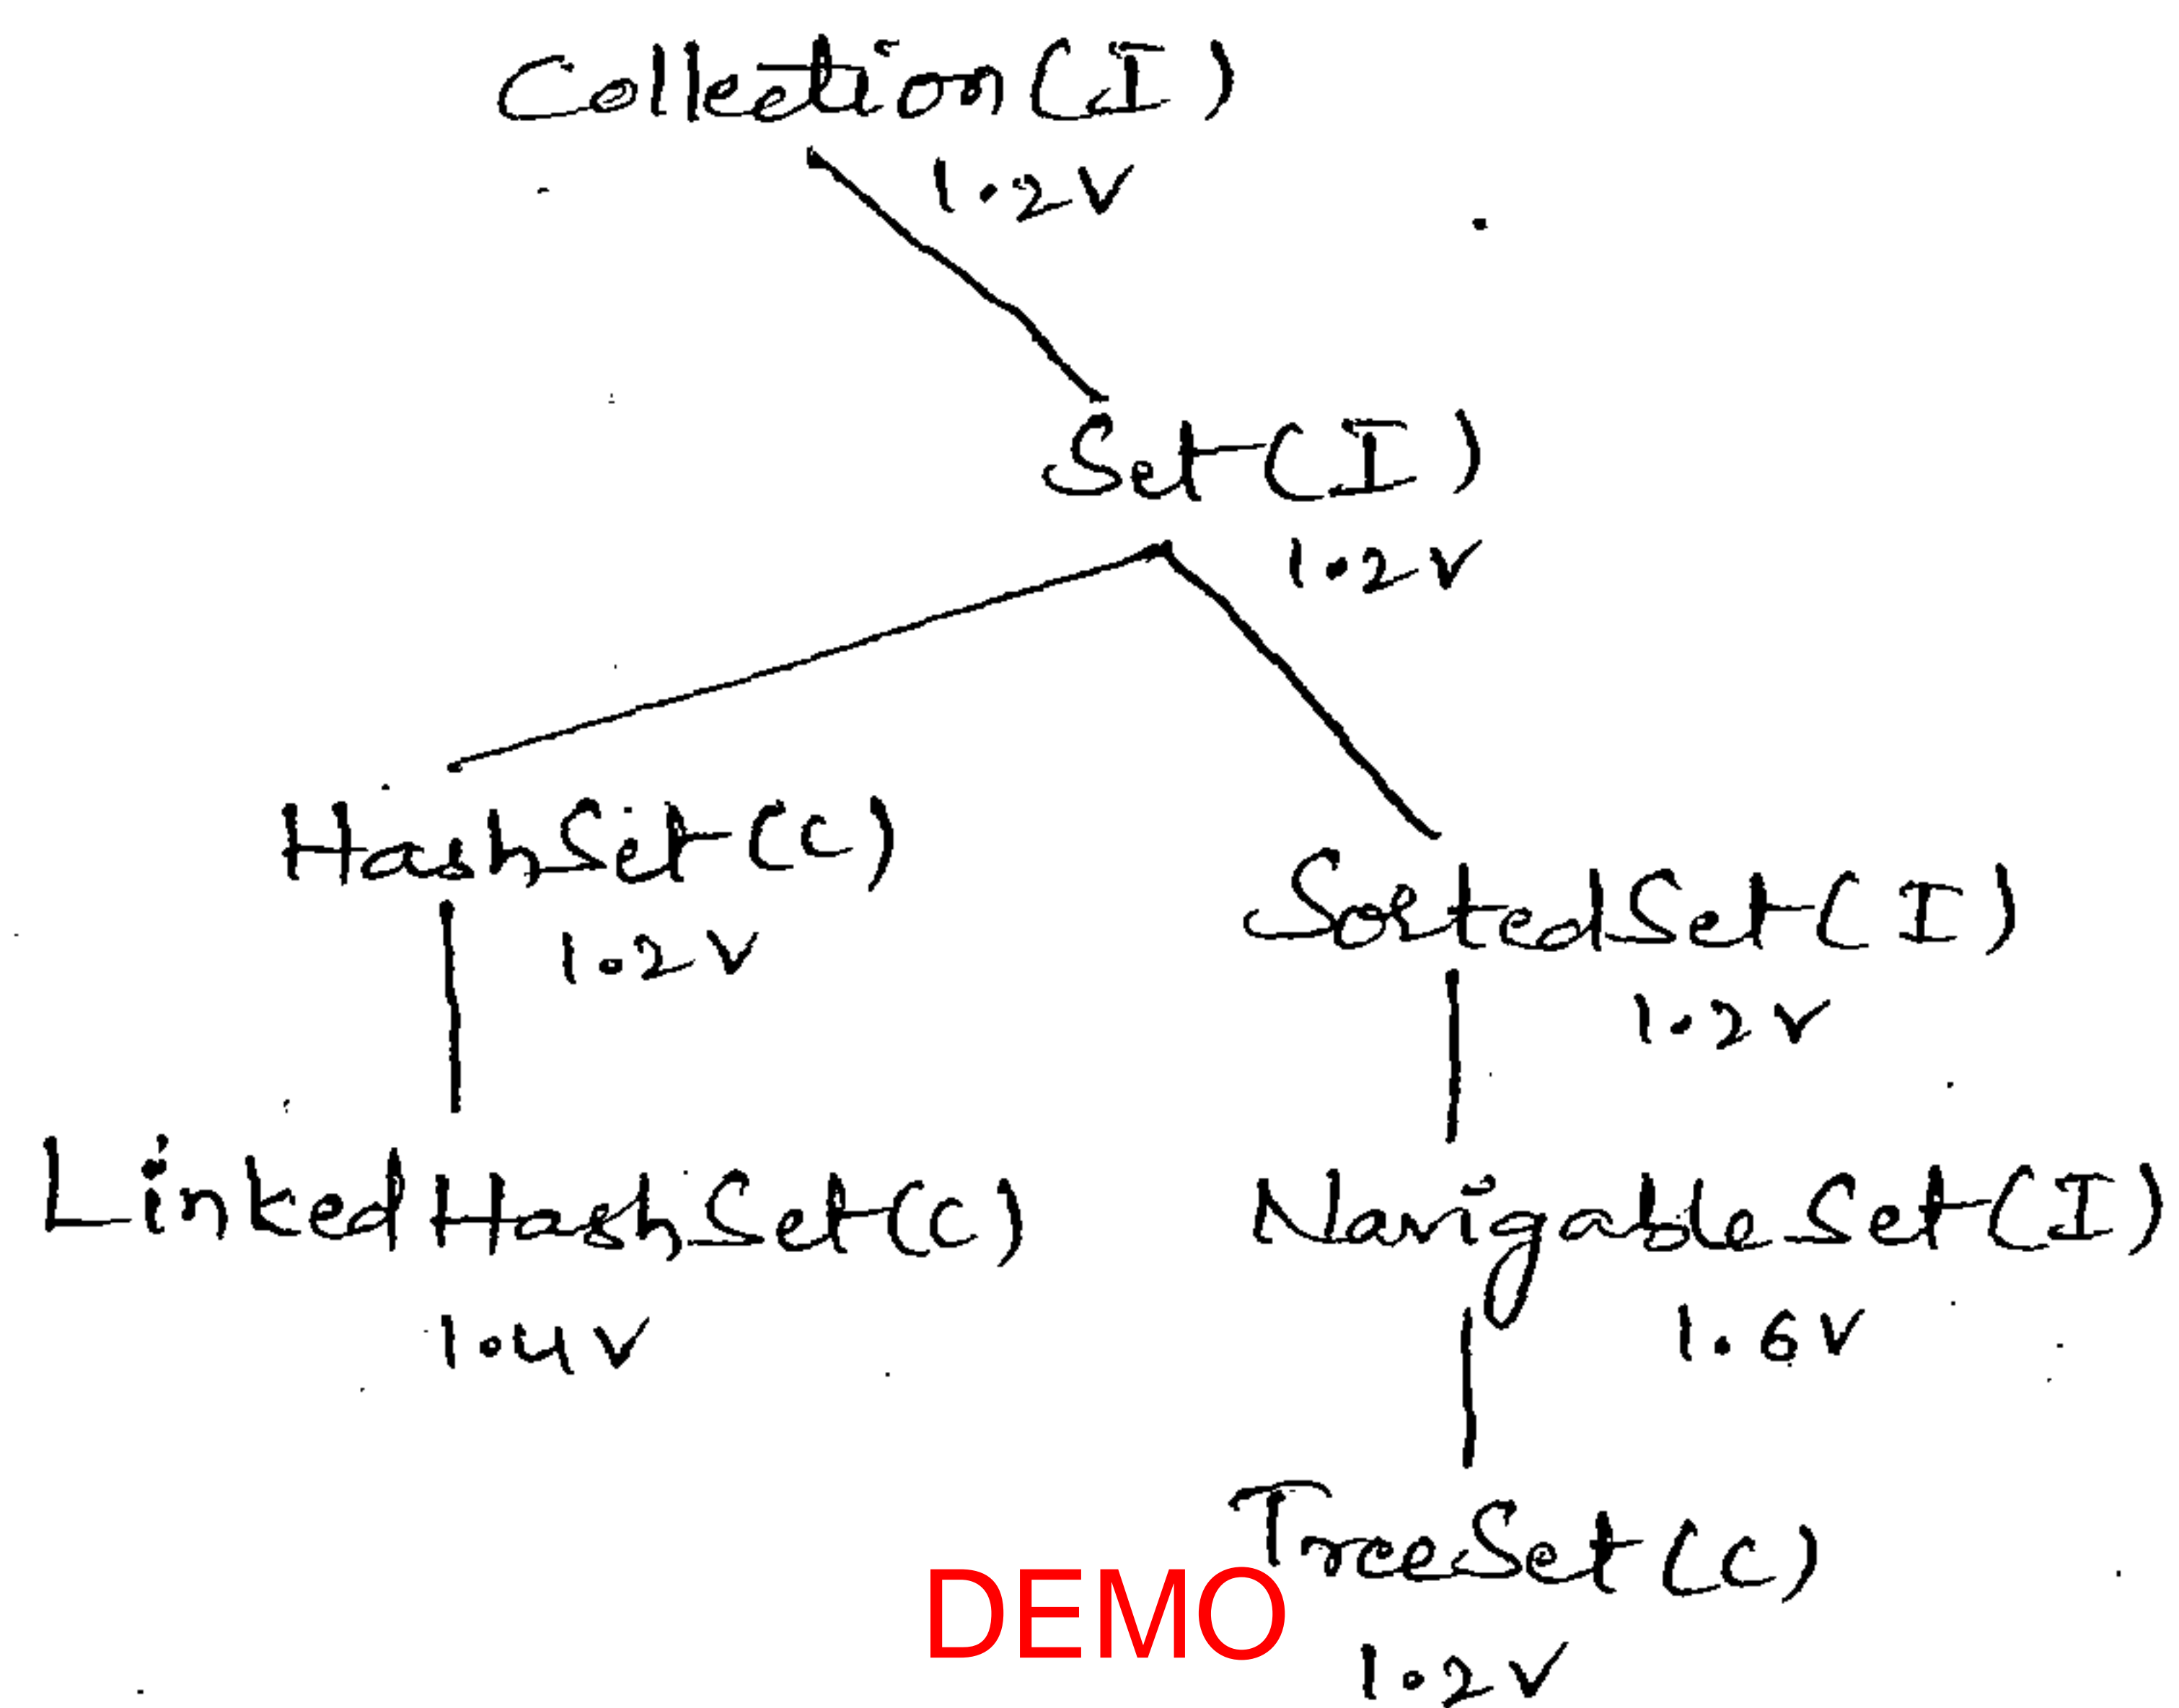 Collection(I)
1.2V
Set(I)
1.2V
HashSet(C)
1.2V
SortedSet(I)
1.2V
LinkedHashSet(C)
1.4V
NavigableSet(I)
1.6V
TreeSet(C)
DEMO
1.2V